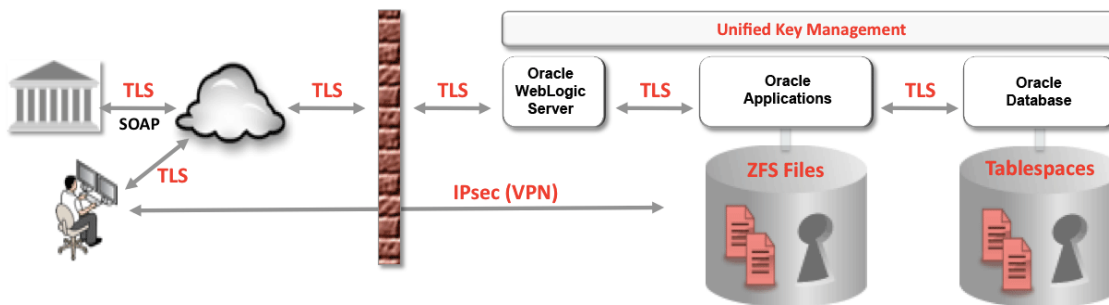 Unified Key Management
TLS
SOAP
TLS
TLS
Oracle
WebLogic
Server
TLS
Oracle
Applications
TLS
Oracle
Database
TLS
IPsec (VPN)
ZFS Files
Tablespaces